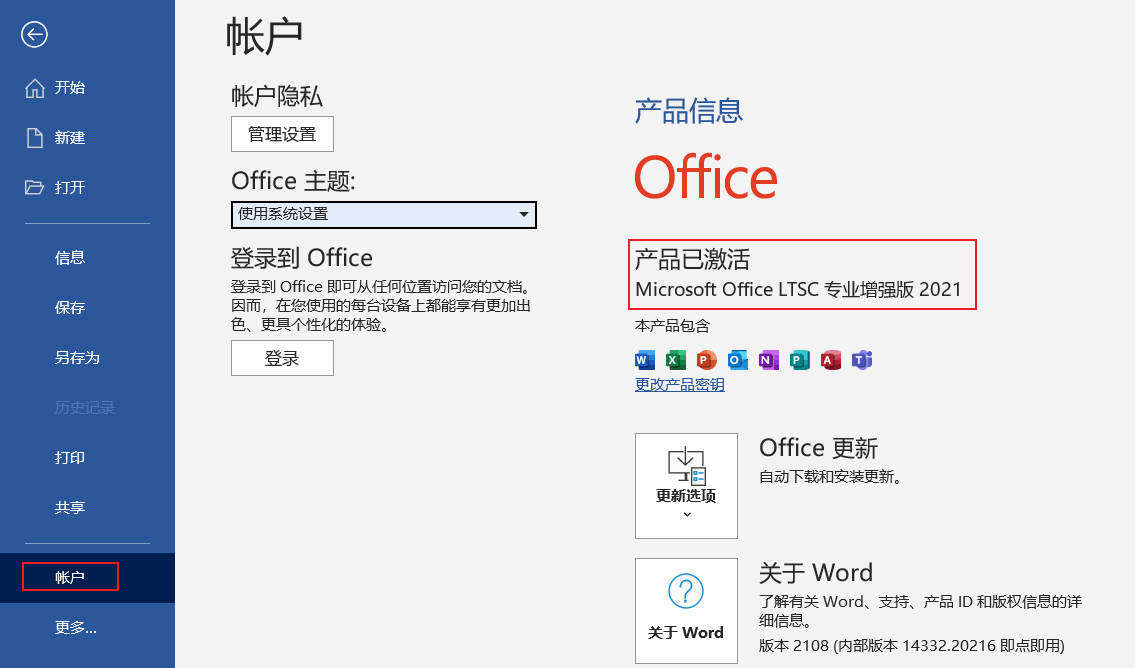 开始
新建
打开
信息
保存
另存为
历史记录
打印
共享
帐户
更多...
帐户
帐户隐私
管理设置
Office 主题:
使用系统设置
登录到 Office
登录到 Office 即可从任何位置访问您的文档。
因而，在您使用的每台设备上都能享有更加出
色、更具个性化的体验。
登录
产品信息
Office
产品已激活
Microsoft Office LTSC 专业增强版 2021
本产品包含
W X P O N P A T
更改产品密钥
更新选项
Office 更新
自动下载和安装更新。
关于 Word
关于 Word
了解有关 Word、支持、产品 ID 和版权信息的详
细信息。
版本 2108 (内部版本 14332.20216 即点即用)